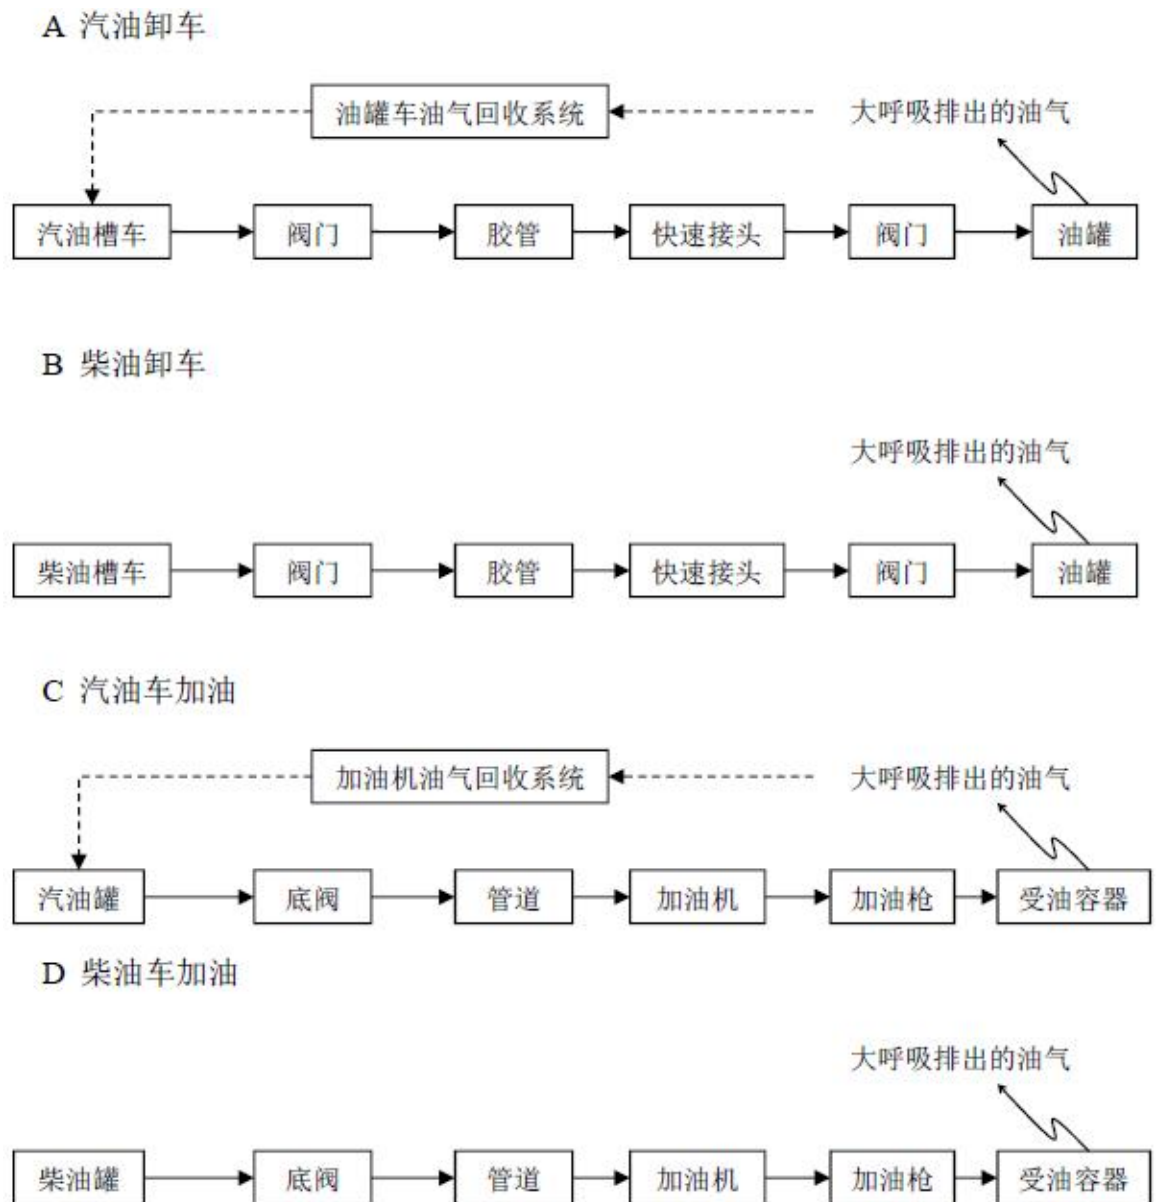 A 汽油卸车
油罐车油气回收系统 大呼吸排出的油气
汽油槽车 阀门 胶管 快速接头 阀门 油罐
B 柴油卸车
大呼吸排出的油气
柴油槽车 阀门 胶管 快速接头 阀门 油罐
C 汽油车加油
加油机油气回收系统 大呼吸排出的油气
汽油罐 底阀 管道 加油机 加油枪 受油容器
D 柴油车加油
大呼吸排出的油气
柴油罐 底阀 管道 加油机 加油枪 受油容器